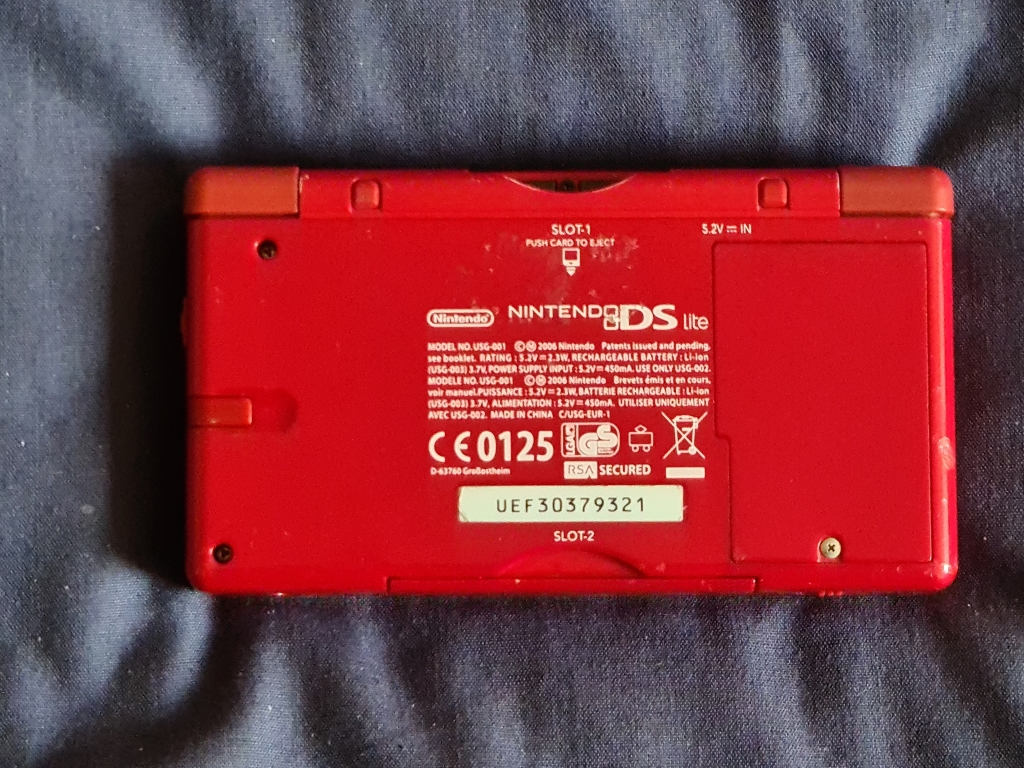 SLOT-1
5.2V ⎓ IN
PUSH CARD TO EJECT
Nintendo NINTENDO DS lite
MODEL NO. USG-001 ©Ⓜ 2006 Nintendo Patents issued and pending,
see booklet. RATING : 5.2V⎓2.3W, RECHARGEABLE BATTERY : Li-ion
(USG-003) 3.7V, POWER SUPPLY INPUT : 5.2V⎓450mA. USE ONLY USG-002.
MODELE NO. USG-001 ©Ⓜ 2006 Nintendo Brevets émis et en cours,
voir manuel.PUISSANCE : 5.2V⎓2.3W, BATTERIE RECHARGEABLE : Li-ion
(USG-003) 3.7V, ALIMENTATION : 5.2V⎓450mA. UTILISER UNIQUEMENT
AVEC USG-002. MADE IN CHINA C/USG-EUR-1
CE0125 LGA GS
D-63760 Großostheim
RSA SECURED
UEF30379321
SLOT-2